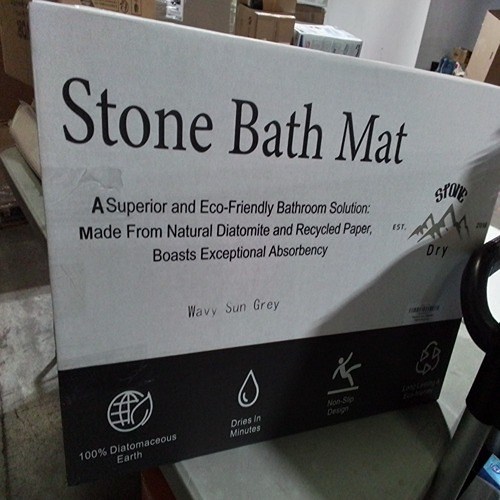 Stone Bath Mat
A Superior and Eco-Friendly Bathroom Solution:
Made From Natural Diatomite and Recycled Paper,
Boasts Exceptional Absorbency
STONE
EST.
Dry
Wavy Sun Grey
100% Diatomaceous
Earth
Dries In
Minutes
Non-Slip
Design